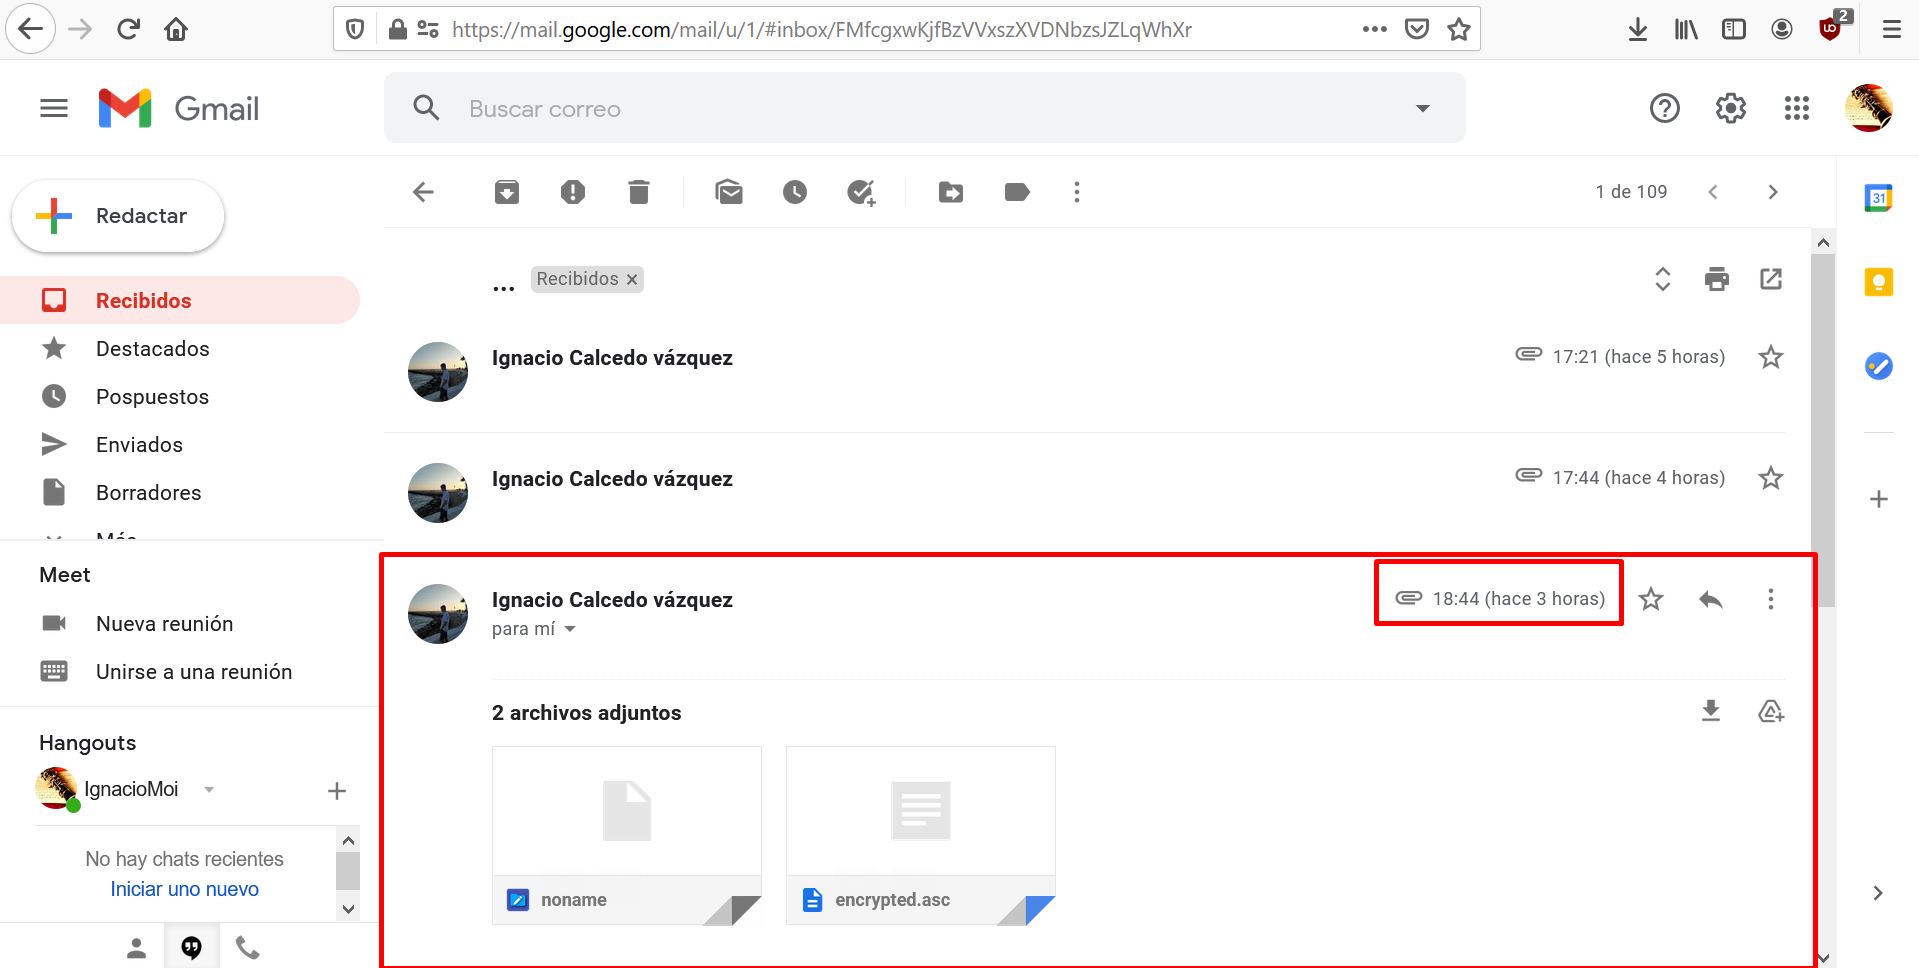 https://mail.google.com/mail/u/1/#inbox/FMfcgxwKjfBzVVxszXVDNbzsJZLqWhXr
2
Gmail
Buscar correo
Redactar
1 de 109
31
Recibidos
Destacados
Pospuestos
Enviados
Borradores
Más
Meet
Nueva reunión
Unirse a una reunión
Hangouts
IgnacioMoi
No hay chats recientes
Iniciar uno nuevo
... Recibidos
Ignacio Calcedo vázquez 17:21 (hace 5 horas)
Ignacio Calcedo vázquez 17:44 (hace 4 horas)
Ignacio Calcedo vázquez 18:44 (hace 3 horas)
para mí
2 archivos adjuntos
noname
encrypted.asc